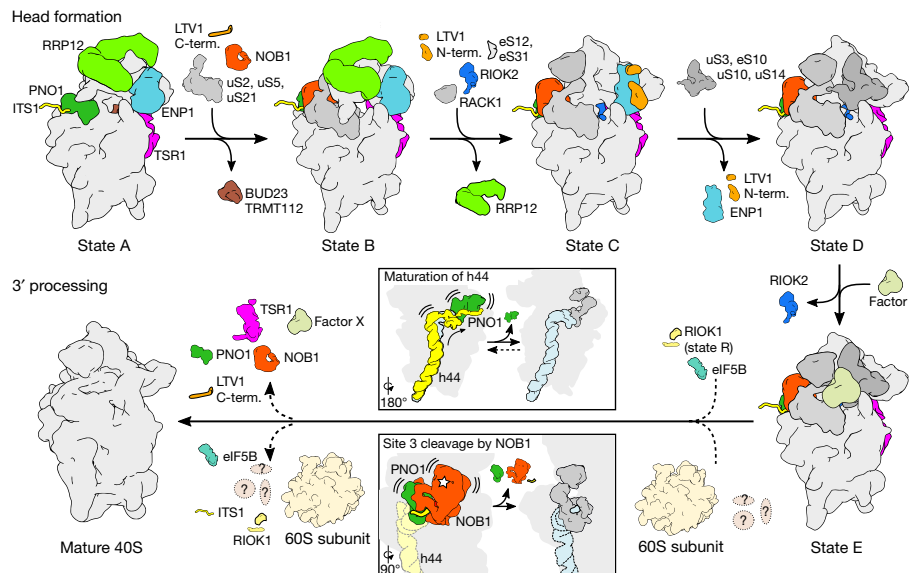 Head formation
RRP12
PNO1
ITS1
ENP1
TSR1
LTV1
C-term.
NOB1
uS2, uS5,
uS21
BUD23
TRMT112
LTV1
N-term.
eS12,
eS31
RIOK2
RACK1
RRP12
uS3, eS10
uS10, uS14
LTV1
N-term.
ENP1
State A
State B
State C
State D
3′ processing
TSR1
Factor X
PNO1
NOB1
LTV1
C-term.
Maturation of h44
PNO1
h44
180°
RIOK2
Factor
RIOK1
(state R)
eIF5B
Site 3 cleavage by NOB1
PNO1
NOB1
h44
90°
eIF5B
?
?
?
ITS1
RIOK1
60S subunit
60S subunit
?
?
?
Mature 40S
State E